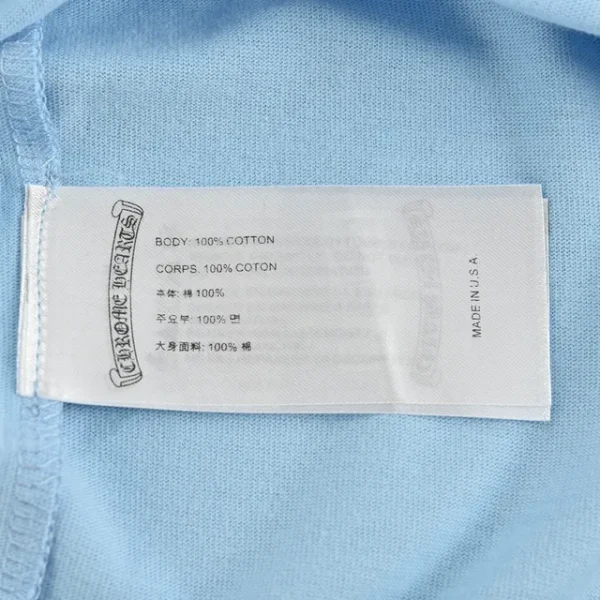 CHROME HEARTS
BODY: 100% COTTON
CORPS: 100% COTON
本体: 棉 100%
주요부: 100% 면
大身面料: 100% 棉
MADE IN U.S.A.